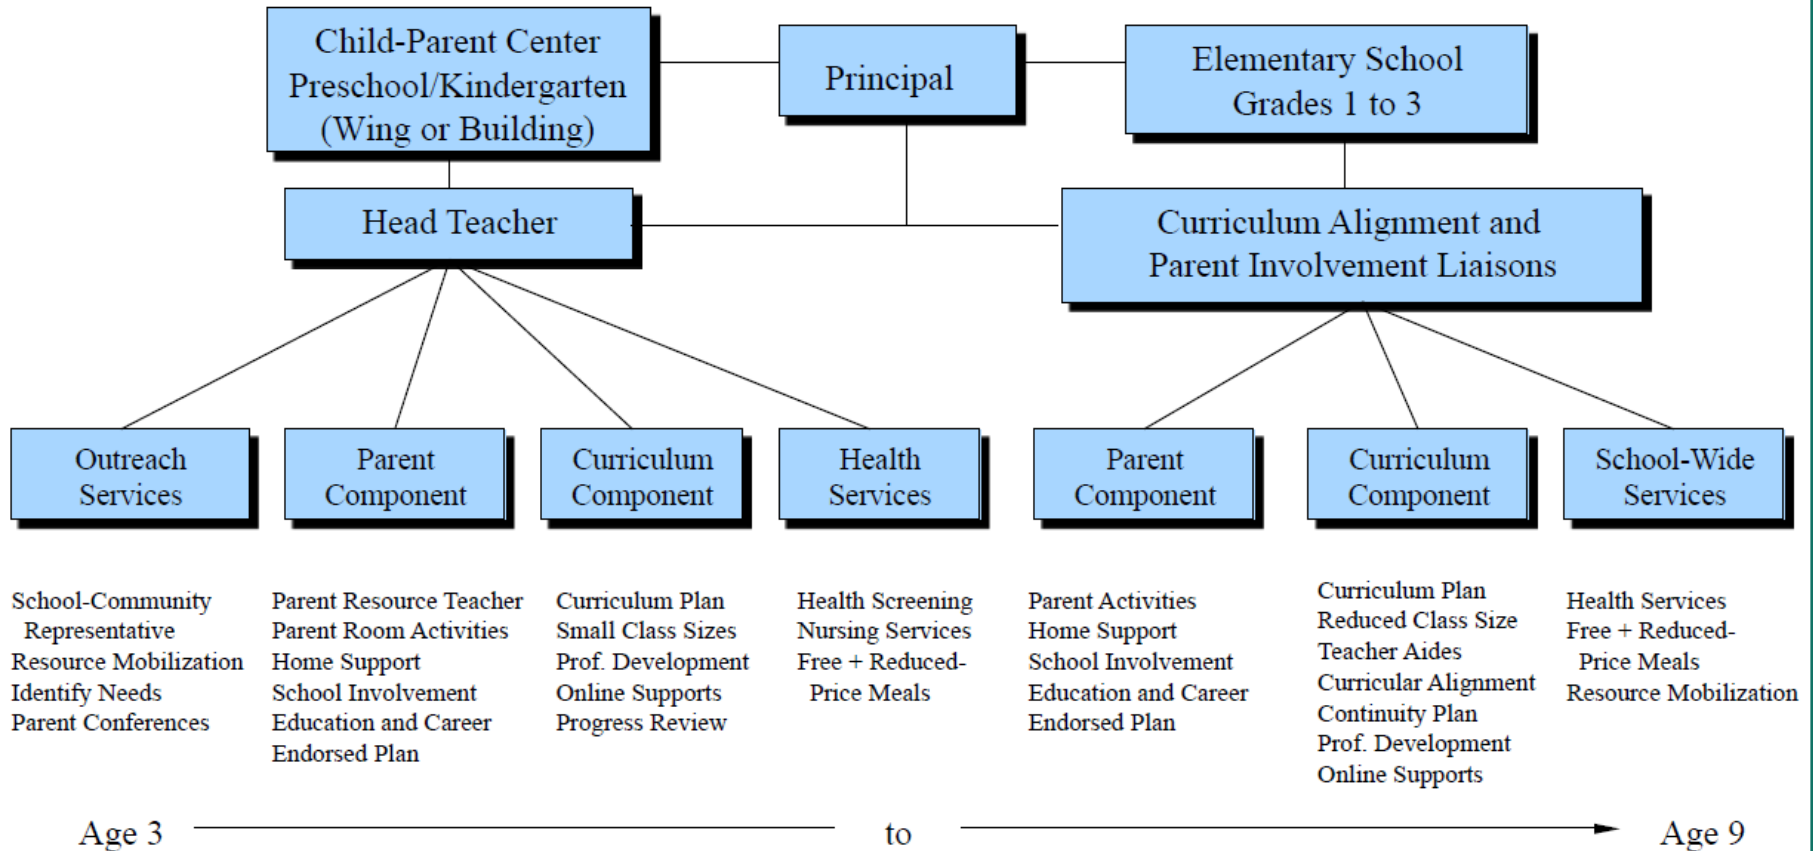 Child-Parent Center
Preschool/Kindergarten
(Wing or Building)
Principal
Elementary School
Grades 1 to 3
Head Teacher
Curriculum Alignment and
Parent Involvement Liaisons
Outreach
Services
Parent
Component
Curriculum
Component
Health
Services
Parent
Component
Curriculum
Component
School-Wide
Services
School-Community
Representative
Resource Mobilization
Identify Needs
Parent Conferences
Parent Resource Teacher
Parent Room Activities
Home Support
School Involvement
Education and Career
Endorsed Plan
Curriculum Plan
Small Class Sizes
Prof. Development
Online Supports
Progress Review
Health Screening
Nursing Services
Free + Reduced-
Price Meals
Parent Activities
Home Support
School Involvement
Education and Career
Endorsed Plan
Curriculum Plan
Reduced Class Size
Teacher Aides
Curricular Alignment
Continuity Plan
Prof. Development
Online Supports
Health Services
Free + Reduced-
Price Meals
Resource Mobilization
Age 3 to Age 9